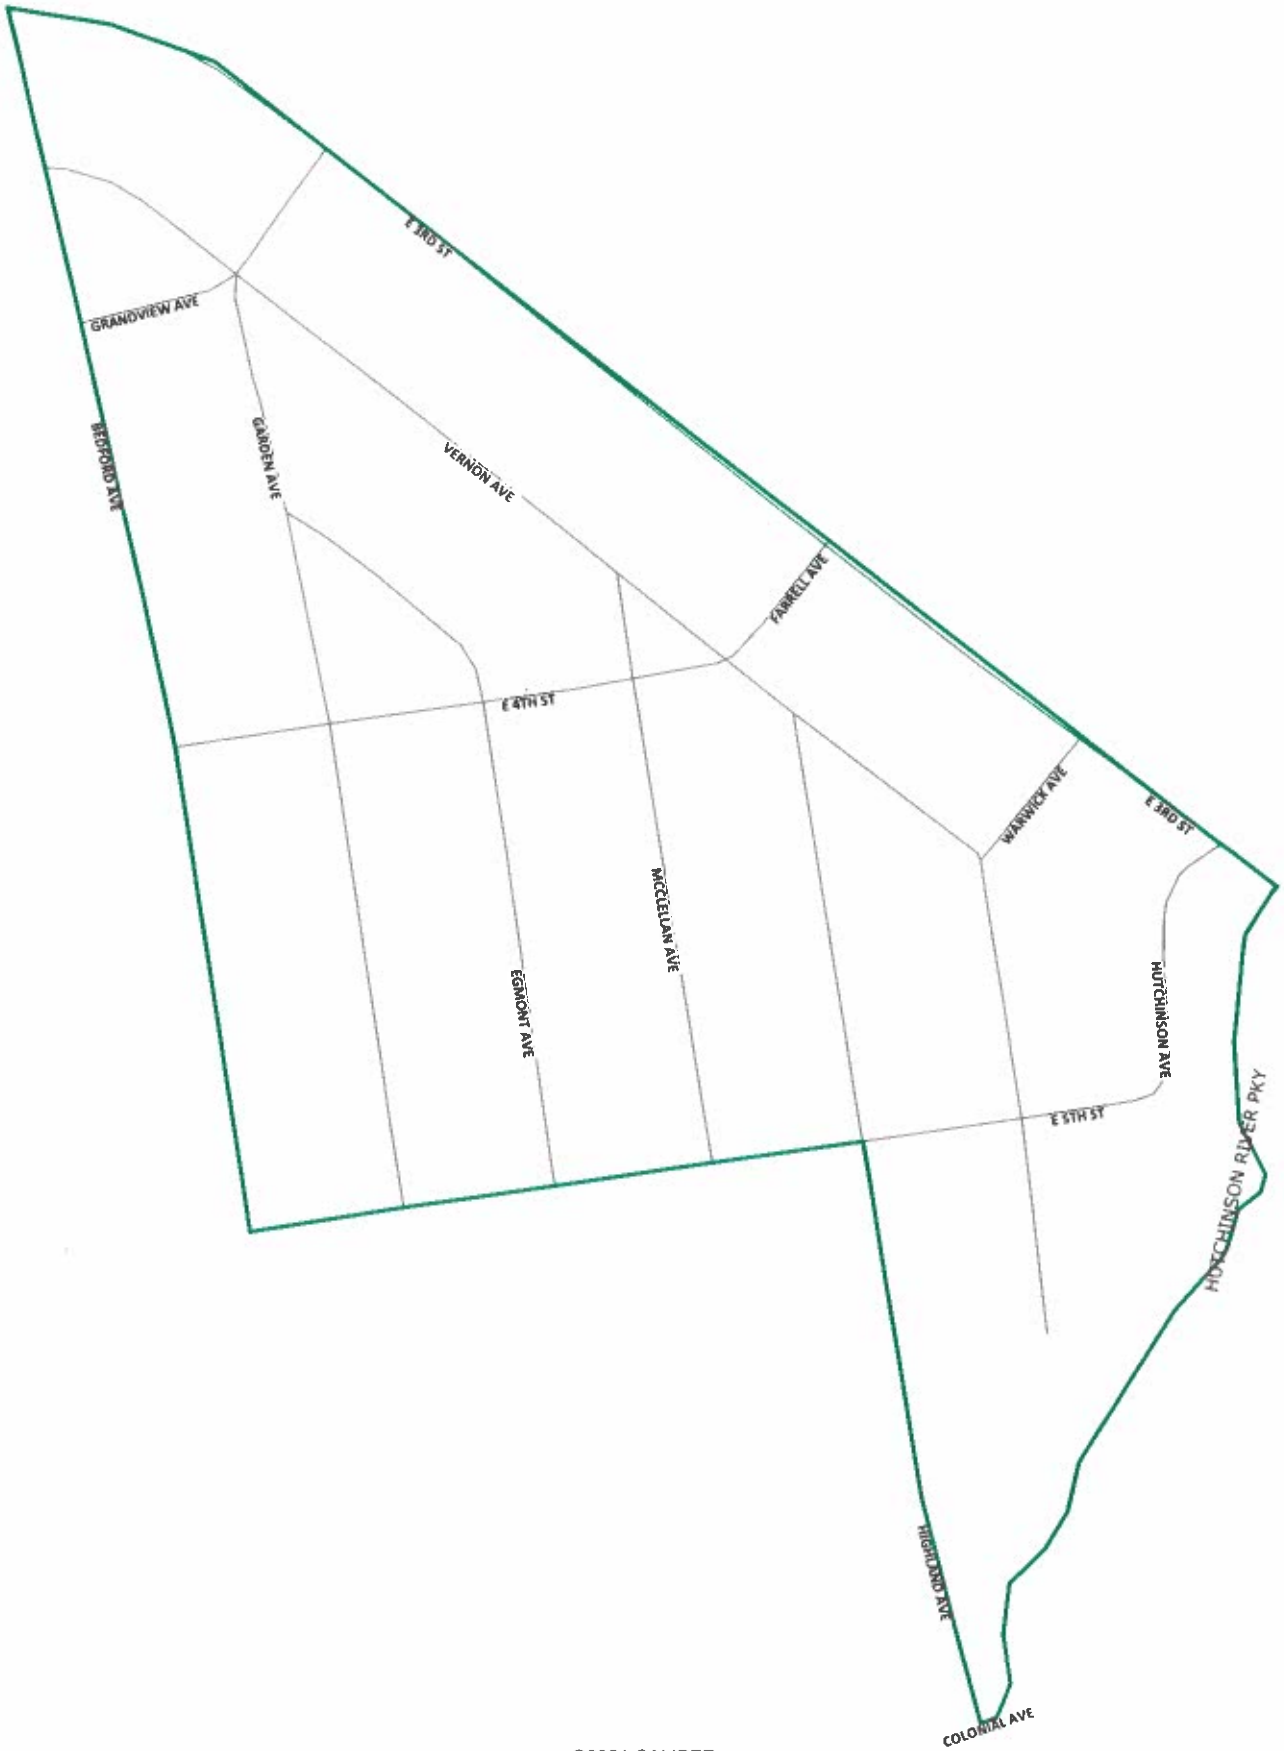 E 3RD ST
GRANDVIEW AVE
BEDFORD AVE
GARDEN AVE
VERNON AVE
FARRELL AVE
E 4TH ST
WARWICK AVE
E 3RD ST
MCCLELLAN AVE
EGMONT AVE
HUTCHINSON AVE
E 5TH ST
HUTCHINSON RIVER PKY
HIGHLAND AVE
COLONIAL AVE